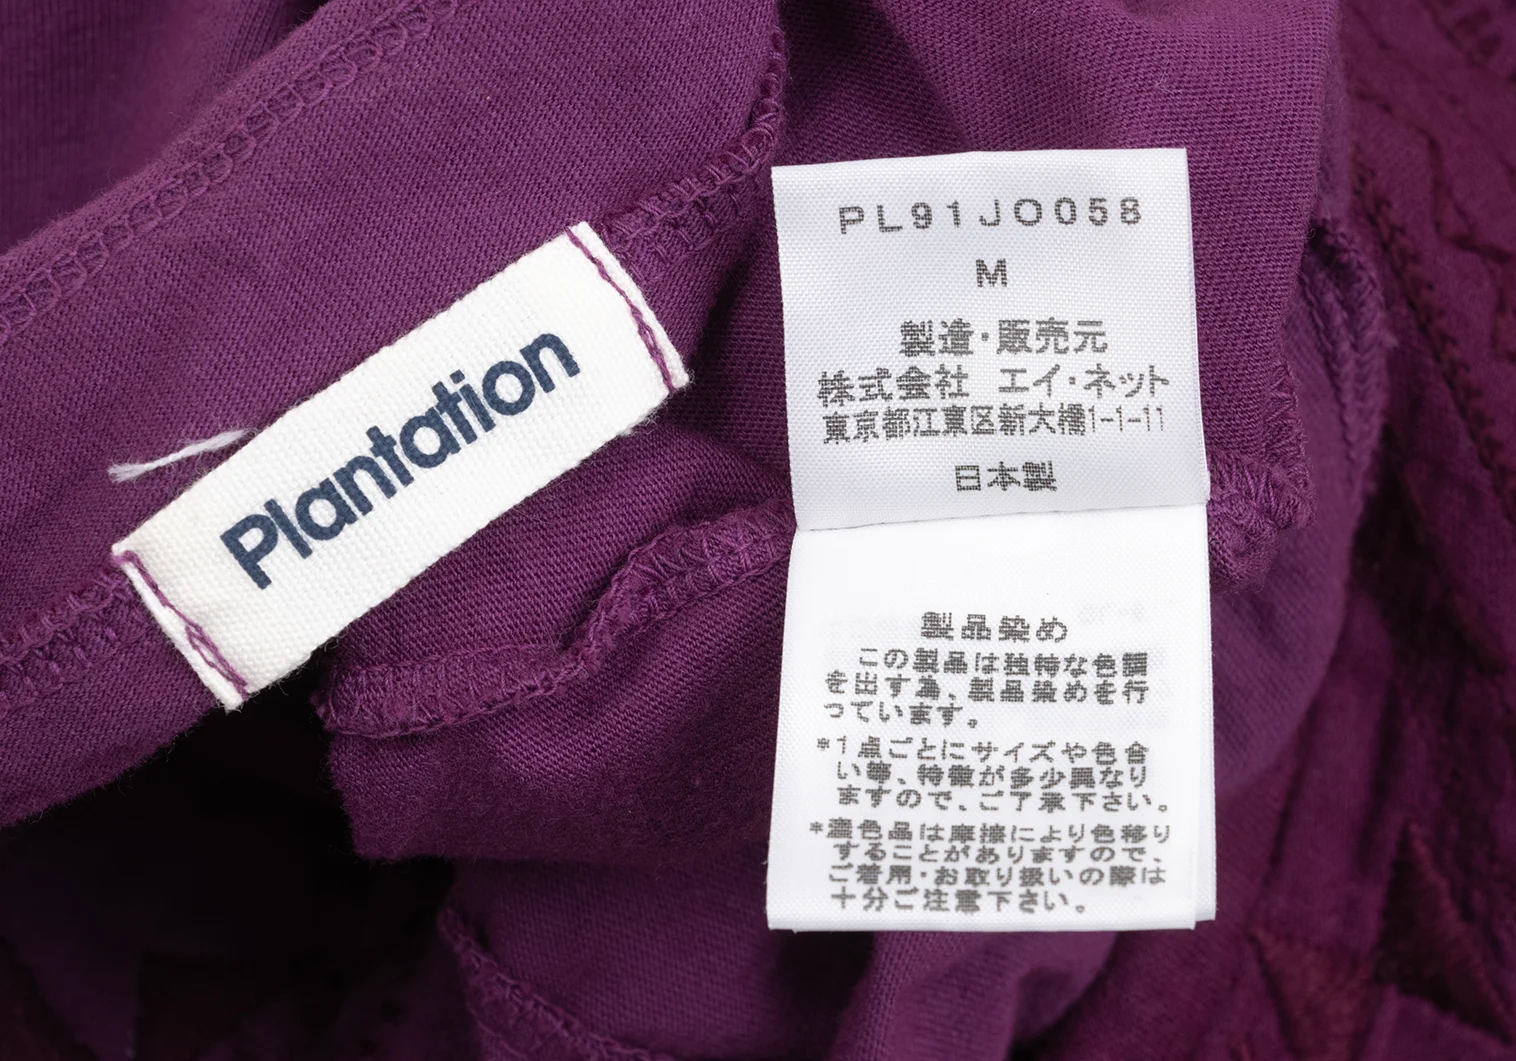 Plantation
PL91JO058
M
製造・販売元
株式会社 エイ・ネット
東京都江東区新大橋1-1-11
日本製
製品染め
この製品は独特な色調
を出す為、製品染めを行
っています。
*1点ごとにサイズや色合
い等、特徴が多少異なり
ますので、ご了承下さい。
*濃色品は摩擦により色移り
することがありますので、
ご着用・お取り扱いの際は
十分ご注意下さい。